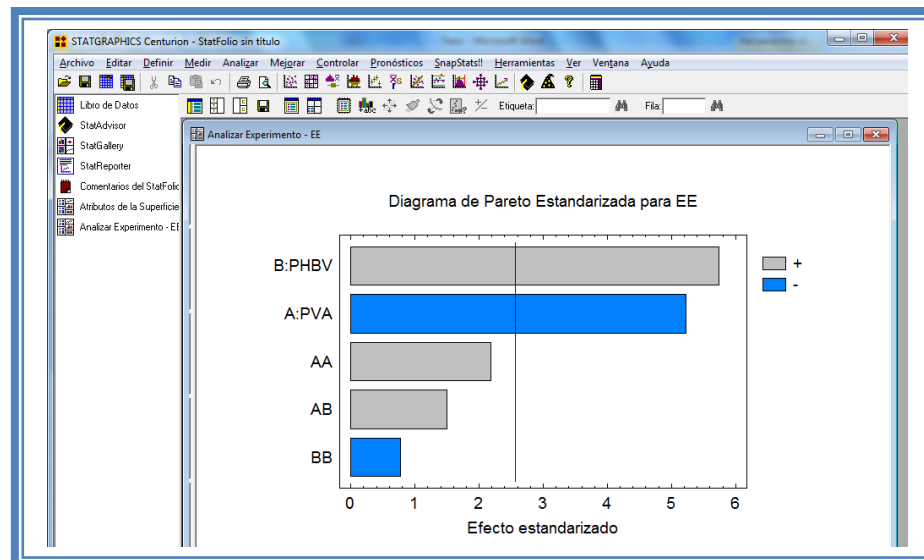 STATGRAPHICS Centurion - StatFolio sin título
Archivo Editar Definir Medir Analizar Mejorar Controlar Pronósticos SnapStats!! Herramientas Ver Ventana Ayuda
Etiqueta: Fila:
Libro de Datos
StatAdvisor
StatGallery
StatReporter
Comentarios del StatFolio
Atributos de la Superficie
Analizar Experimento - EE
Analizar Experimento - EE
Diagrama de Pareto Estandarizada para EE
B:PHBV
A:PVA
AA
AB
BB
+
-
0 1 2 3 4 5 6
Efecto estandarizado